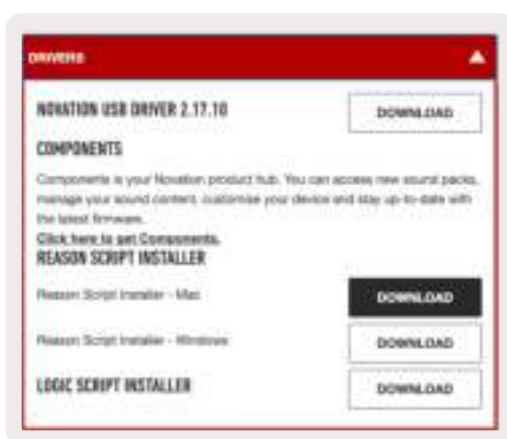 DRIVERS
NOVATION USB DRIVER 2.17.10
DOWNLOAD
COMPONENTS
Components is your Novation product hub. You can access new sound packs,
manage your sound content, customise your device and stay up-to-date with
the latest firmware.
Click here to get Components.
REASON SCRIPT INSTALLER
Reason Script Installer - Mac
DOWNLOAD
Reason Script Installer - Windows
DOWNLOAD
LOGIC SCRIPT INSTALLER
DOWNLOAD